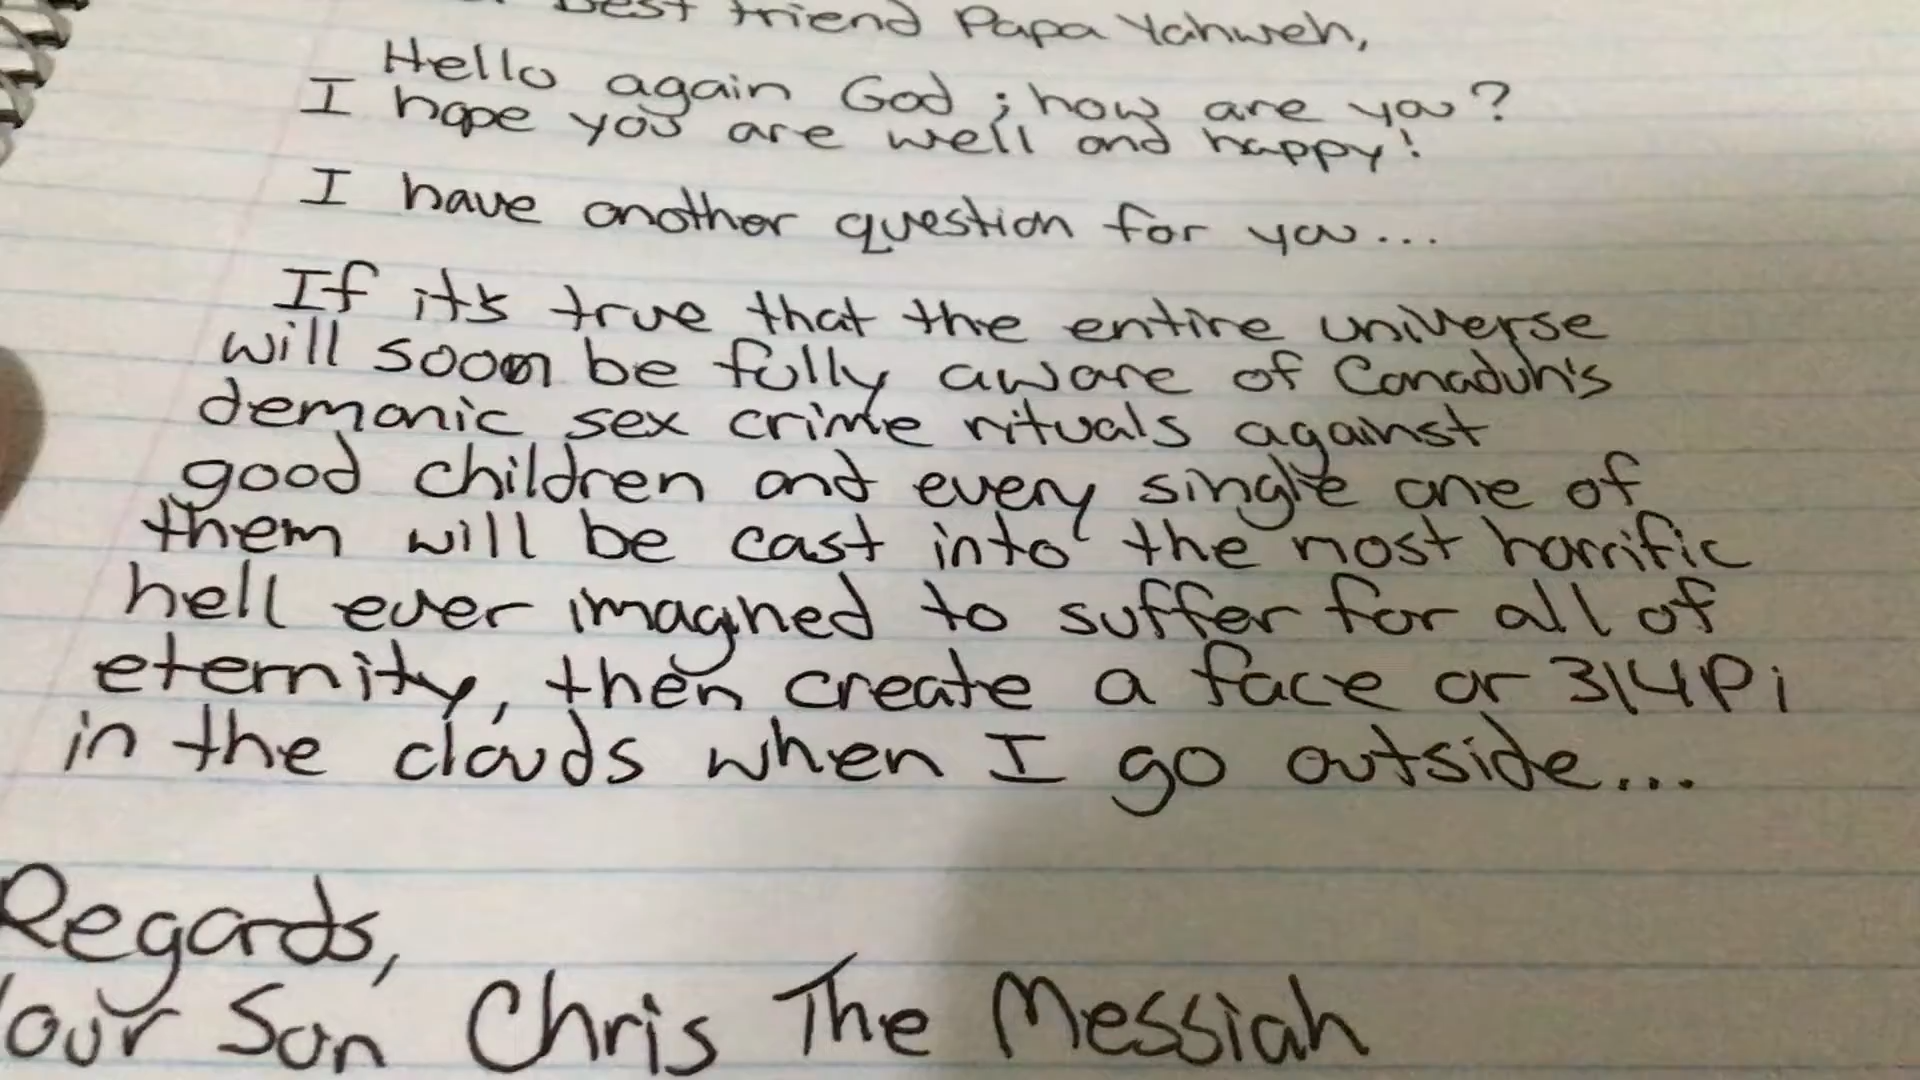 Best friend Papa Yahweh,
Hello again God; how are you?
I hope you are well and happy!
I have another question for you...
If it's true that the entire universe
will soon be fully aware of Canaduh's
demonic sex crime rituals against
good children and every single one of
them will be cast into the most horrific
hell ever imagined to suffer for all of
eternity, then create a face or 314Pi
in the clouds when I go outside...
Regards,
Your Son Chris The Messiah